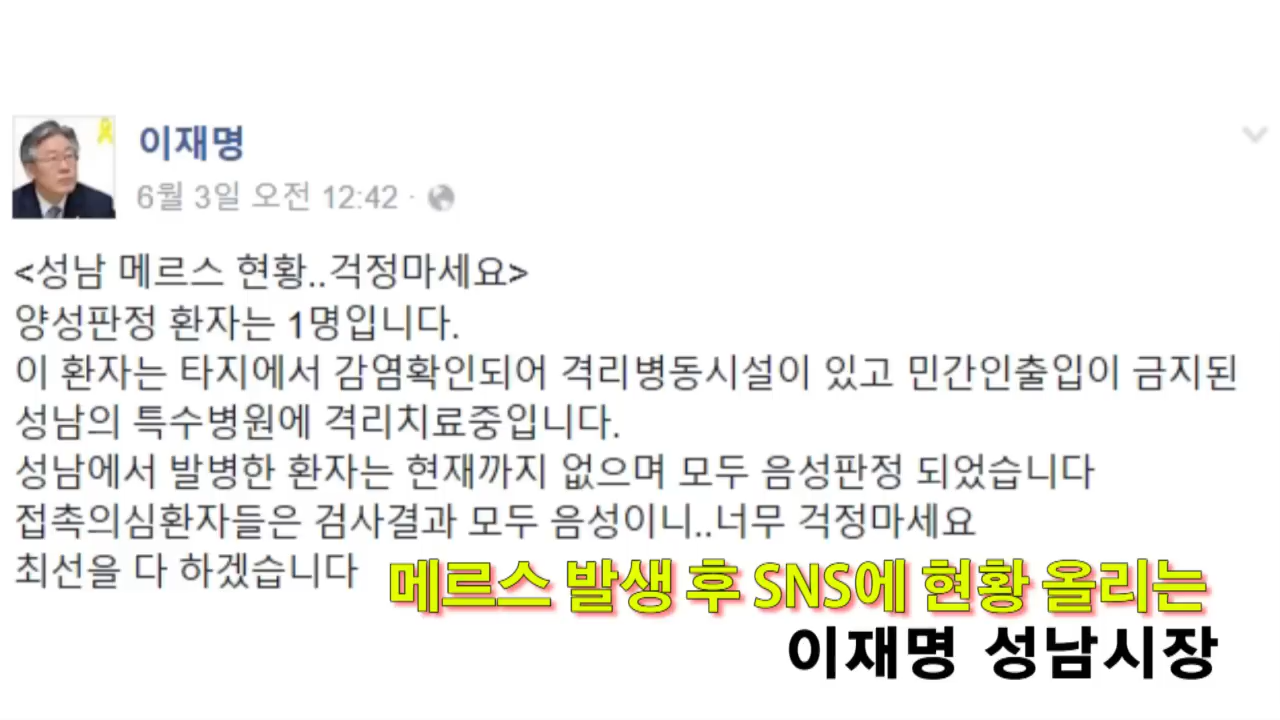 이재명
6월 3일 오전 12:42 ·
<성남 메르스 현황..걱정마세요>
양성판정 환자는 1명입니다.
이 환자는 타지에서 감염확인되어 격리병동시설이 있고 민간인출입이 금지된
성남의 특수병원에 격리치료중입니다.
성남에서 발병한 환자는 현재까지 없으며 모두 음성판정 되었습니다
접촉의심환자들은 검사결과 모두 음성이니..너무 걱정마세요
최선을 다 하겠습니다
메르스 발생 후 SNS에 현황 올리는
이재명 성남시장